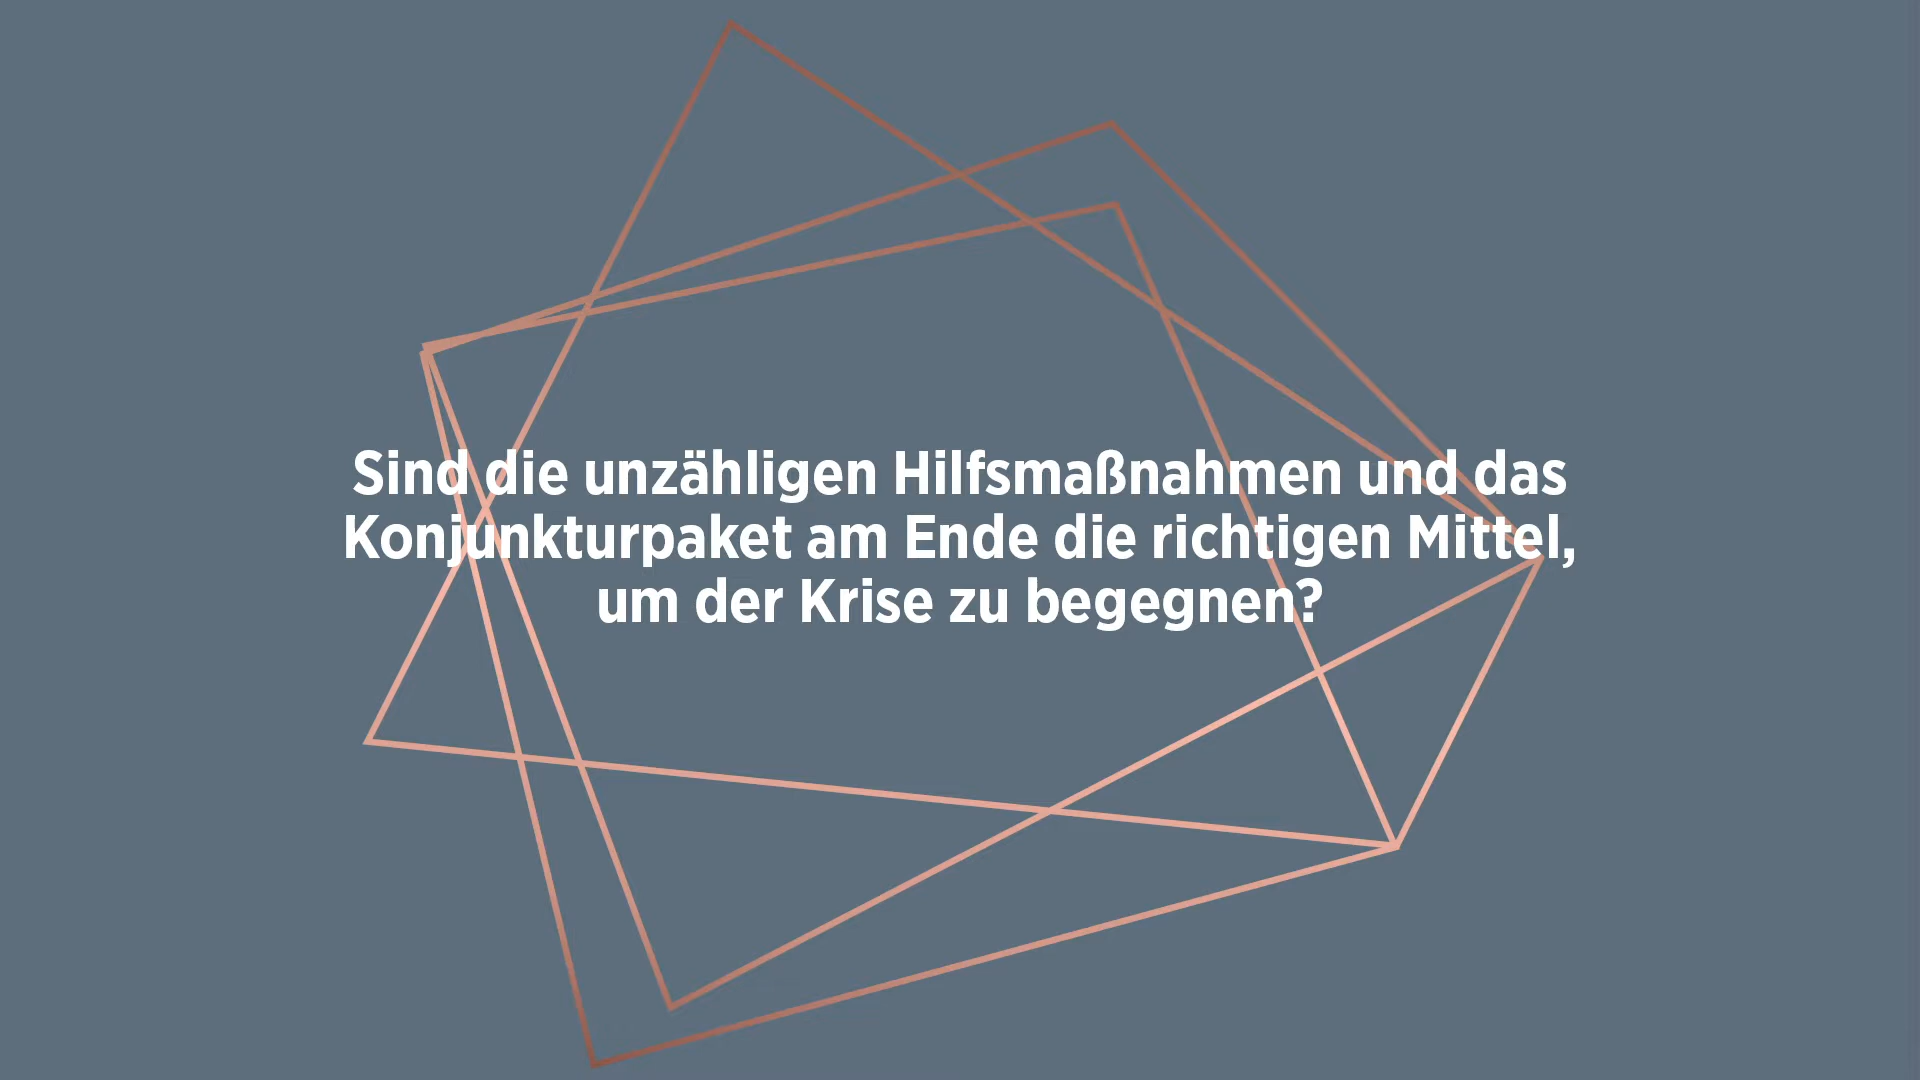 Sind die unzähligen Hilfsmaßnahmen und das
Konjunkturpaket am Ende die richtigen Mittel,
um der Krise zu begegnen?